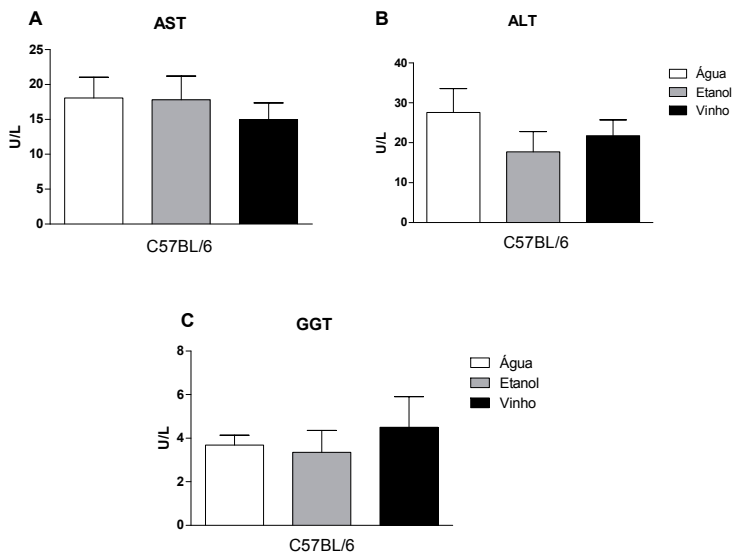 A
AST
25
20
15
10
5
0
U/L
C57BL/6
B
ALT
40
30
20
10
0
U/L
C57BL/6
Água
Etanol
Vinho
C
GGT
8
6
4
2
0
U/L
C57BL/6
Água
Etanol
Vinho